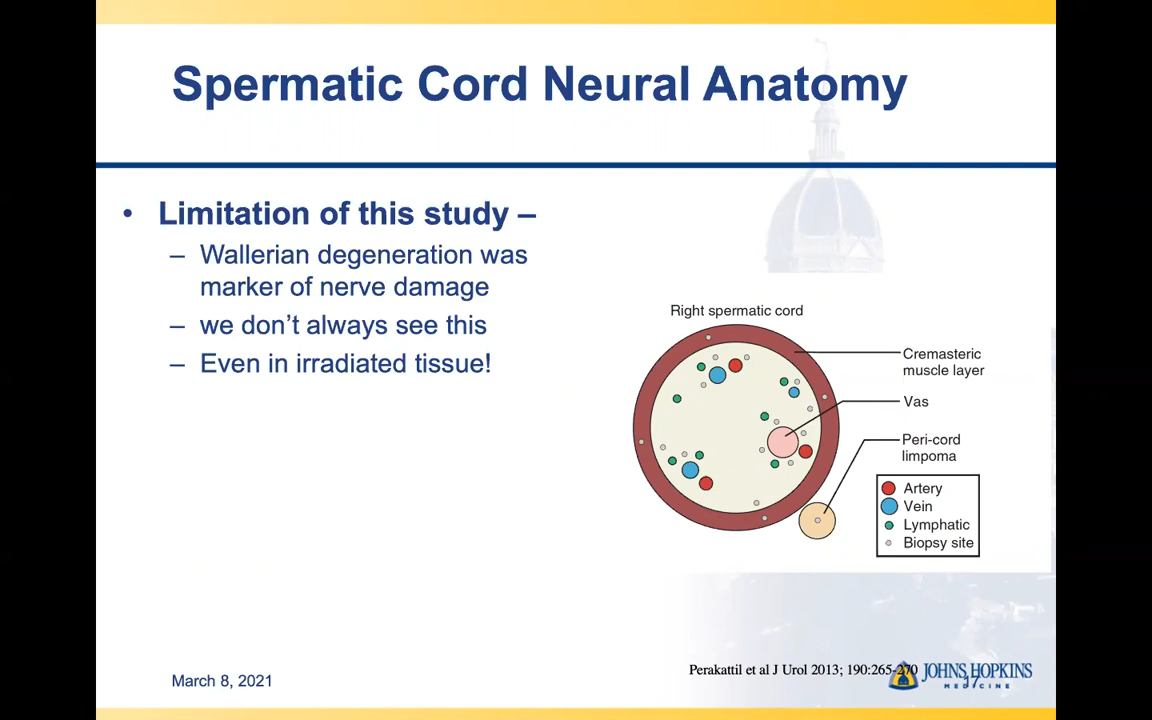 Spermatic Cord Neural Anatomy
• Limitation of this study –
– Wallerian degeneration was
marker of nerve damage
– we don't always see this
– Even in irradiated tissue!
Right spermatic cord
Cremasteric
muscle layer
Vas
Peri-cord
limpoma
Artery
Vein
Lymphatic
Biopsy site
Perakattil et al J Urol 2013; 190:265-270
JOHNS HOPKINS
MEDICINE
17
March 8, 2021